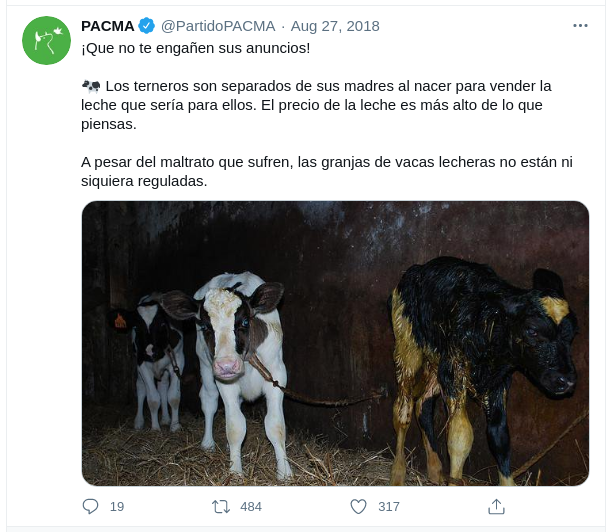 PACMA @PartidoPACMA · Aug 27, 2018
¡Que no te engañen sus anuncios!
🐄 Los terneros son separados de sus madres al nacer para vender la
leche que sería para ellos. El precio de la leche es más alto de lo que
piensas.
A pesar del maltrato que sufren, las granjas de vacas lecheras no están ni
siquiera reguladas.
19 484 317